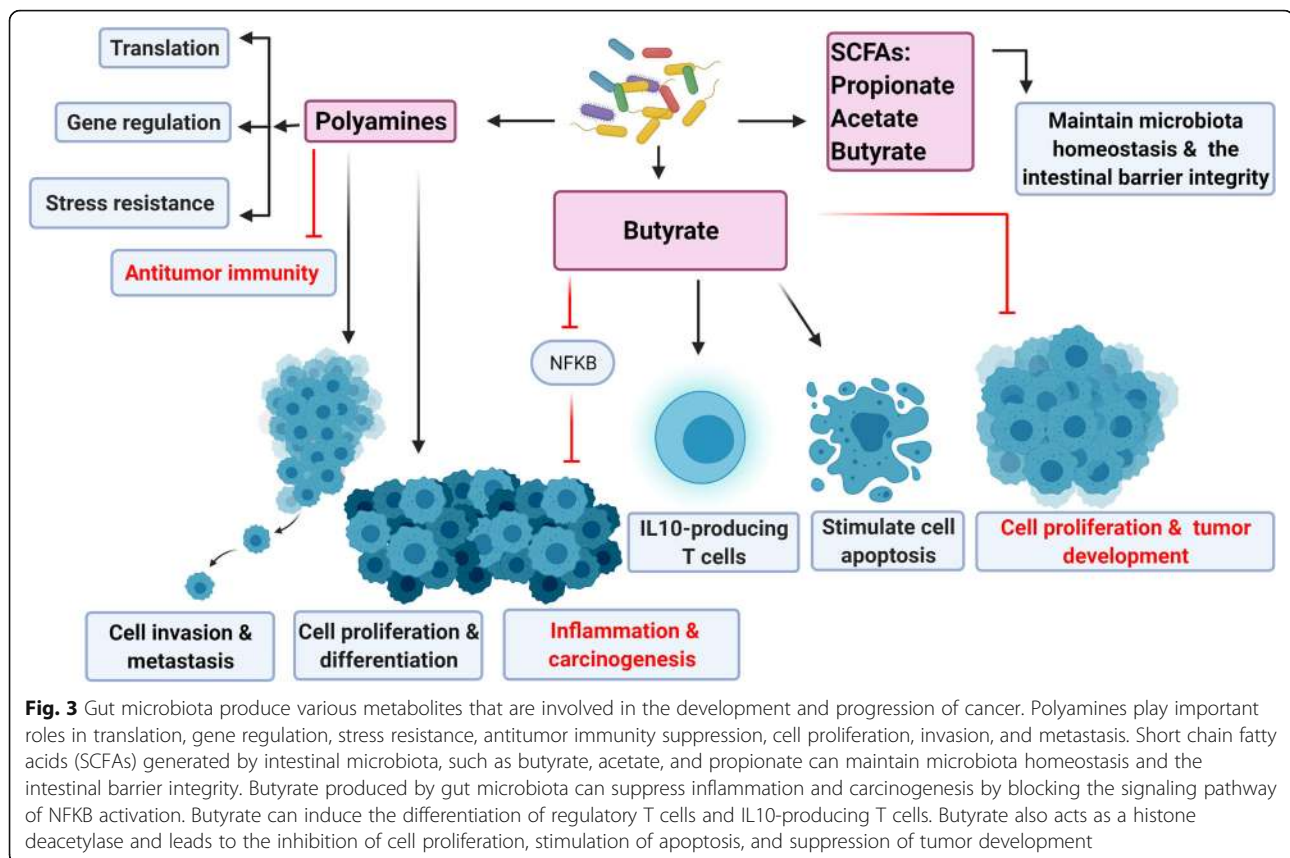 Translation
Gene regulation
Stress resistance
Polyamines
Antitumor immunity
SCFAs:
Propionate
Acetate
Butyrate
Maintain microbiota
homeostasis & the
intestinal barrier integrity
Butyrate
NFKB
IL10-producing
T cells
Stimulate cell
apoptosis
Cell proliferation & tumor
development
Cell invasion &
metastasis
Cell proliferation &
differentiation
Inflammation &
carcinogenesis
Fig. 3 Gut microbiota produce various metabolites that are involved in the development and progression of cancer. Polyamines play important
roles in translation, gene regulation, stress resistance, antitumor immunity suppression, cell proliferation, invasion, and metastasis. Short chain fatty
acids (SCFAs) generated by intestinal microbiota, such as butyrate, acetate, and propionate can maintain microbiota homeostasis and the
intestinal barrier integrity. Butyrate produced by gut microbiota can suppress inflammation and carcinogenesis by blocking the signaling pathway
of NFKB activation. Butyrate can induce the differentiation of regulatory T cells and IL10-producing T cells. Butyrate also acts as a histone
deacetylase and leads to the inhibition of cell proliferation, stimulation of apoptosis, and suppression of tumor development